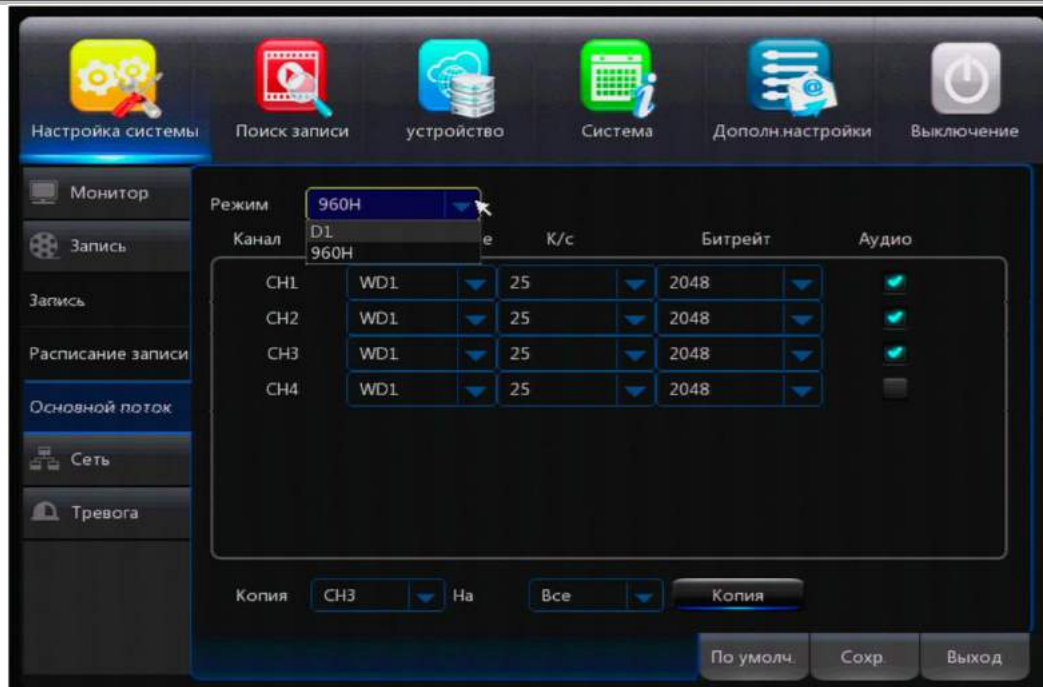 Настройка системы Поиск записи устройство Система Дополн настройки Выключение
Монитор
Запись
Запись
Расписание записи
Основной поток
Сеть
Тревога
Режим 960H
D1
960H
Канал е К/с Битрейт Аудио
CH1 WD1 25 2048
CH2 WD1 25 2048
CH3 WD1 25 2048
CH4 WD1 25 2048
Копия CH3 На Все Копия
По умолч. Сохр. Выход